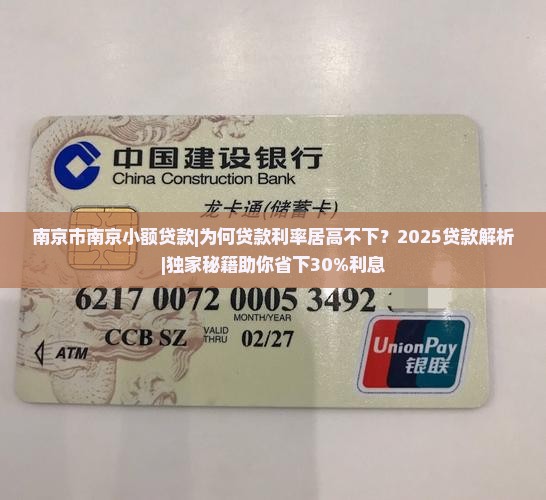 中国建设银行
China Construction Bank
龙卡通(储蓄卡)
南京市南京小额贷款|为何贷款利率居高不下？2025贷款解析
|独家秘籍助你省下30%利息
6217 0072 0005 3492
MONTH/YEAR
CCB SZ VALID THRU 02/27
ATM
UnionPay
银联